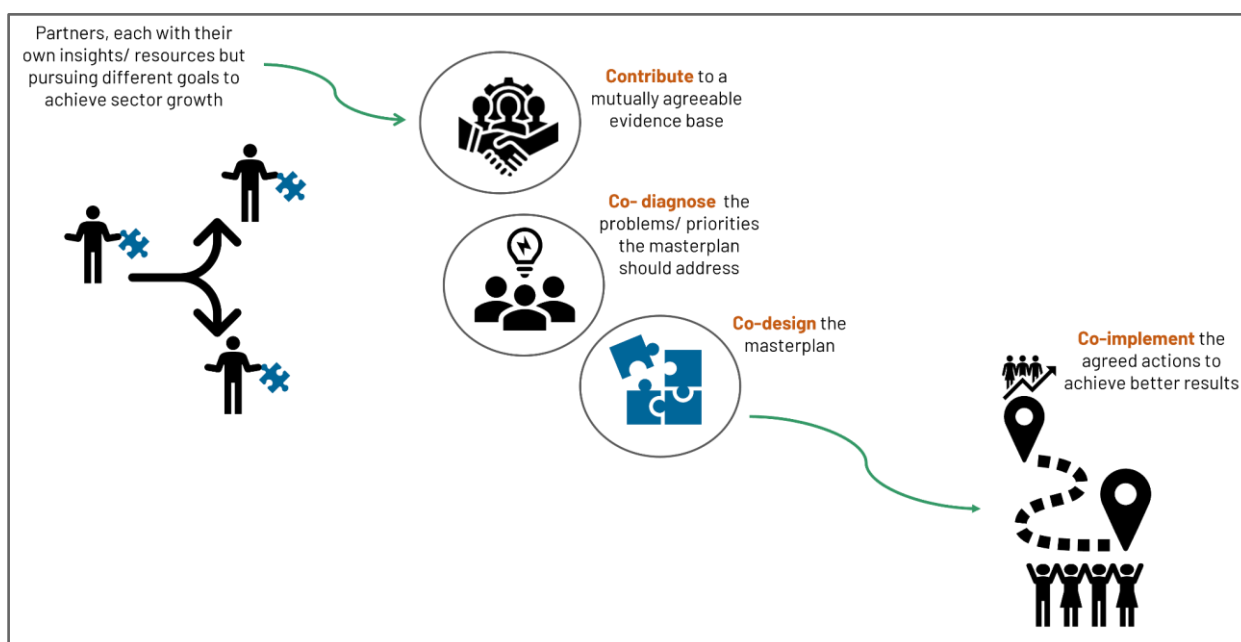 Partners, each with their
own insights/ resources but
pursuing different goals to
achieve sector growth
Contribute to a
mutually agreeable
evidence base
Co- diagnose the
problems/ priorities
the masterplan
should address
Co-design the
masterplan
Co-implement the
agreed actions to
achieve better results